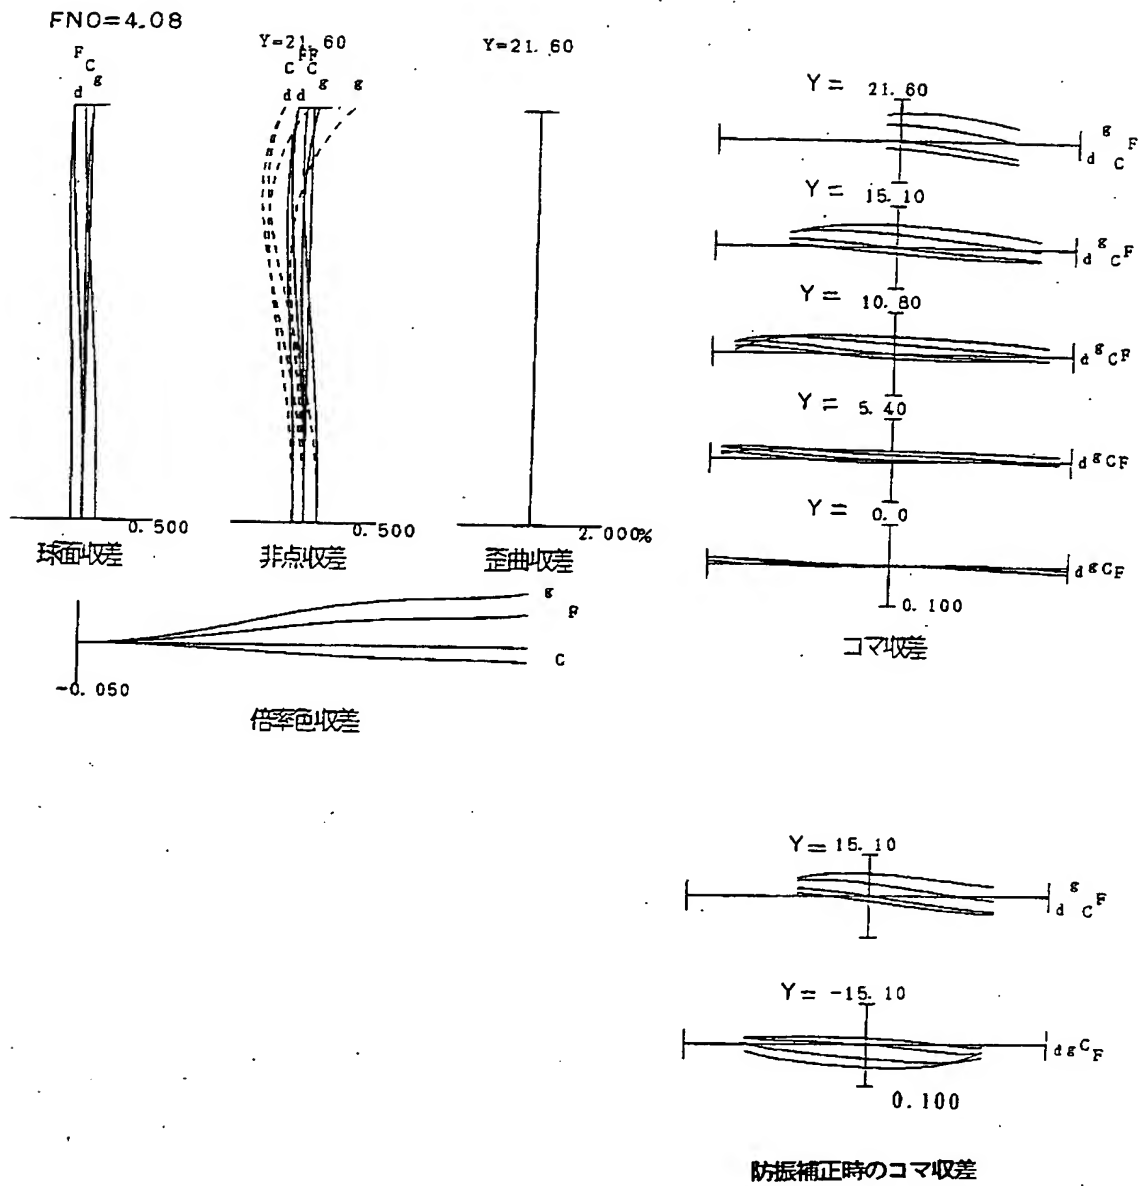 FNO=4.08
F
C
g
d
Y=21.60
FF
C C
g g
d d
Y=21.60
0.500
球面収差
0.500
非点収差
2.000%
歪曲収差
g
F
C
-0.050
倍率色収差
Y= 21.60
g F
d C
Y= 15.10
d g C F
Y= 10.80
d g C F
Y= 5.40
d g C F
Y= 0.0
d g C F
0.100
コマ収差
Y= 15.10
g F
d C
Y= -15.10
d g C F
0.100
防振補正時のコマ収差